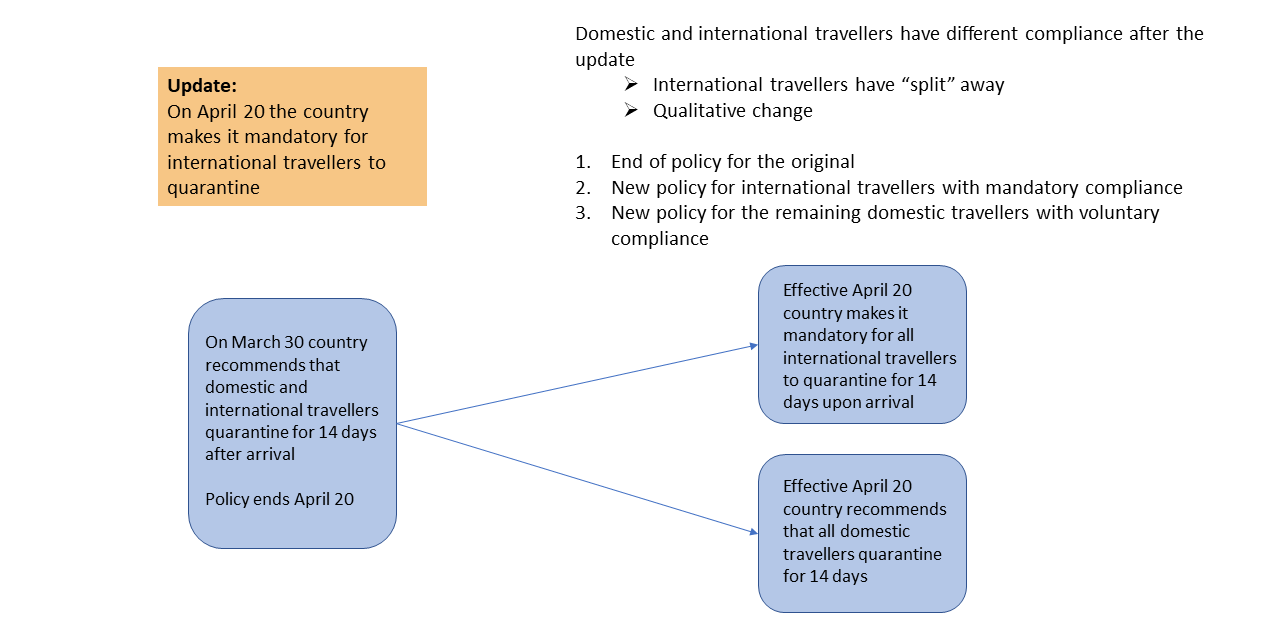 Update:
On April 20 the country
makes it mandatory for
international travellers to
quarantine
Domestic and international travellers have different compliance after the
update
➢ International travellers have “split” away
➢ Qualitative change
1. End of policy for the original
2. New policy for international travellers with mandatory compliance
3. New policy for the remaining domestic travellers with voluntary
compliance
On March 30 country
recommends that
domestic and
international travellers
quarantine for 14 days
after arrival
Policy ends April 20
Effective April 20
country makes it
mandatory for all
international travellers
to quarantine for 14
days upon arrival
Effective April 20
country recommends
that all domestic
travellers quarantine
for 14 days